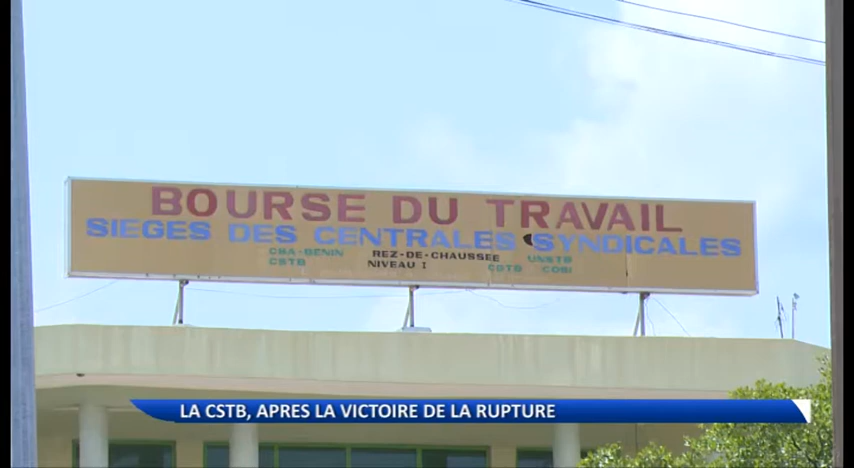 BOURSE DU TRAVAIL
SIEGES DES CENTRALES SYNDICALES
CSA-BENIN REZ-DE-CHAUSSEE UNSTB
CSTB NIVEAU I CGTB COSI
LA CSTB, APRES LA VICTOIRE DE LA RUPTURE